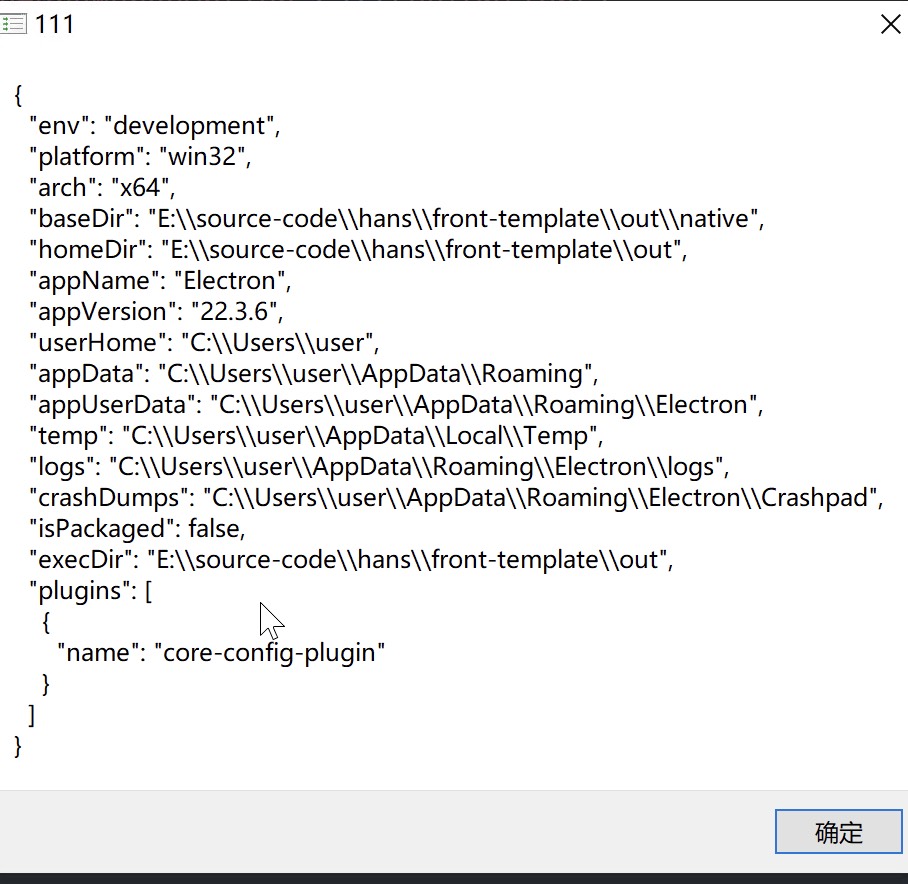 111
{
"env": "development",
"platform": "win32",
"arch": "x64",
"baseDir": "E:\\source-code\\hans\\front-template\\out\\native",
"homeDir": "E:\\source-code\\hans\\front-template\\out",
"appName": "Electron",
"appVersion": "22.3.6",
"userHome": "C:\\Users\\user",
"appData": "C:\\Users\\user\\AppData\\Roaming",
"appUserData": "C:\\Users\\user\\AppData\\Roaming\\Electron",
"temp": "C:\\Users\\user\\AppData\\Local\\Temp",
"logs": "C:\\Users\\user\\AppData\\Roaming\\Electron\\logs",
"crashDumps": "C:\\Users\\user\\AppData\\Roaming\\Electron\\Crashpad",
"isPackaged": false,
"execDir": "E:\\source-code\\hans\\front-template\\out",
"plugins": [
{
"name": "core-config-plugin"
}
]
}
确定